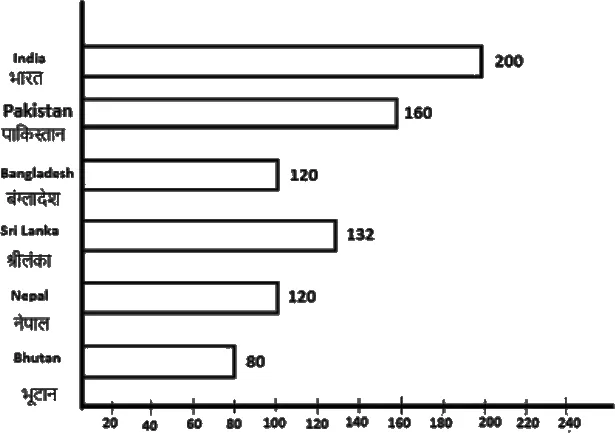 India
भारत
200
Pakistan
पाकिस्तान
160
Bangladesh
बंग्लादेश
120
Sri Lanka
श्रीलंका
132
Nepal
नेपाल
120
Bhutan
भूटान
80
20 40 60 80 100 120 140 160 180 200 220 240